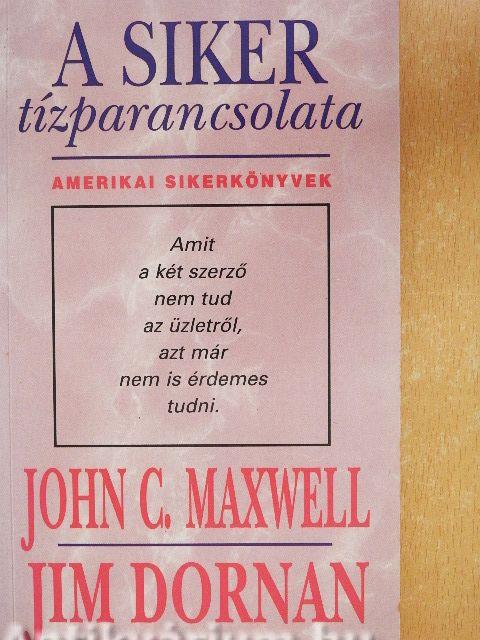 A SIKER
tízparancsolata
AMERIKAI SIKERKÖNYVEK
Amit
a két szerző
nem tud
az üzletről,
azt már
nem is érdemes
tudni.
JOHN C. MAXWELL
JIM DORNAN